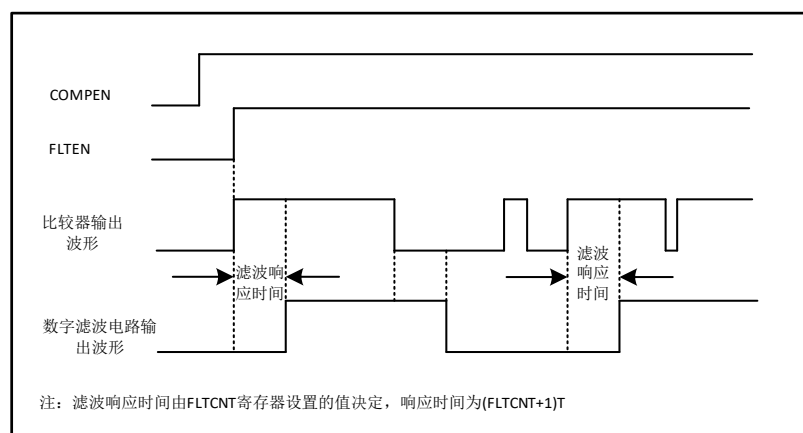 COMPEN
FLTEN
比较器输出
波形
滤波响
应时间
滤波
响应
时间
数字滤波电路输
出波形
注：滤波响应时间由FLTCNT寄存器设置的值决定，响应时间为(FLTCNT+1)T